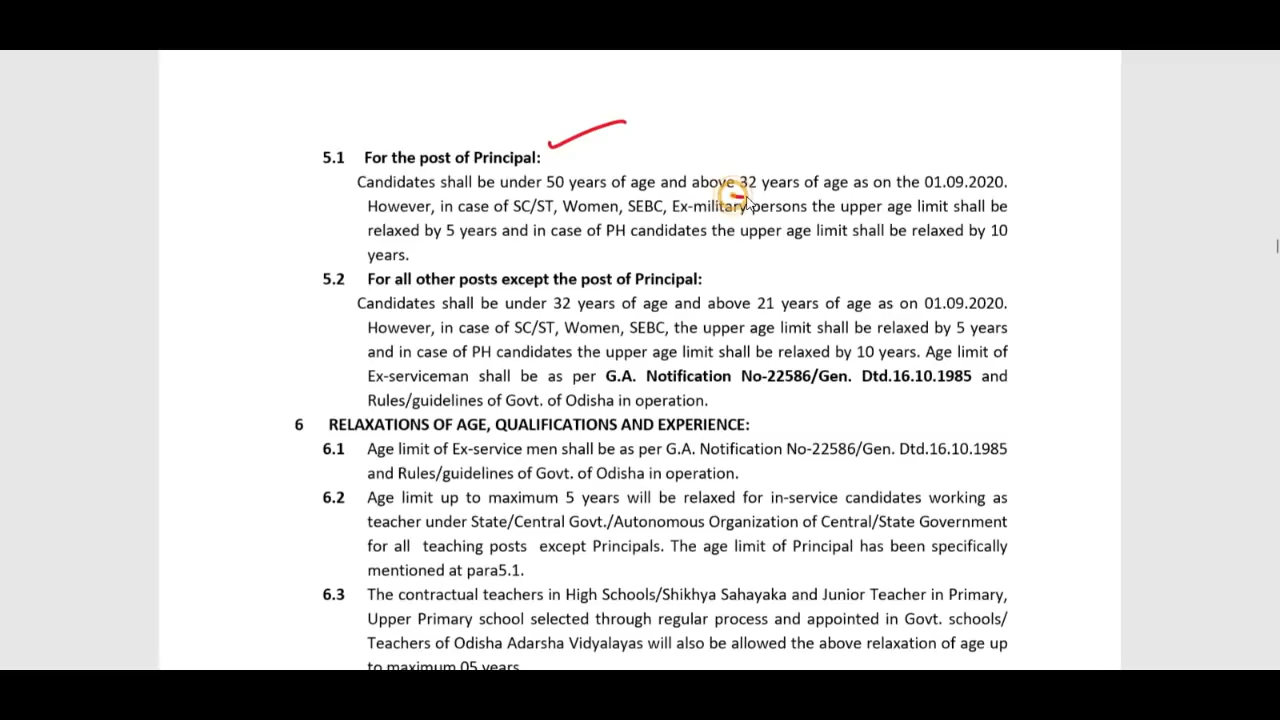 5.1 For the post of Principal:
Candidates shall be under 50 years of age and above 32 years of age as on the 01.09.2020.
However, in case of SC/ST, Women, SEBC, Ex-military persons the upper age limit shall be
relaxed by 5 years and in case of PH candidates the upper age limit shall be relaxed by 10
years.
5.2 For all other posts except the post of Principal:
Candidates shall be under 32 years of age and above 21 years of age as on 01.09.2020.
However, in case of SC/ST, Women, SEBC, the upper age limit shall be relaxed by 5 years
and in case of PH candidates the upper age limit shall be relaxed by 10 years. Age limit of
Ex-serviceman shall be as per G.A. Notification No-22586/Gen. Dtd.16.10.1985 and
Rules/guidelines of Govt. of Odisha in operation.
6 RELAXATIONS OF AGE, QUALIFICATIONS AND EXPERIENCE:
6.1 Age limit of Ex-service men shall be as per G.A. Notification No-22586/Gen. Dtd.16.10.1985
and Rules/guidelines of Govt. of Odisha in operation.
6.2 Age limit up to maximum 5 years will be relaxed for in-service candidates working as
teacher under State/Central Govt./Autonomous Organization of Central/State Government
for all teaching posts except Principals. The age limit of Principal has been specifically
mentioned at para5.1.
6.3 The contractual teachers in High Schools/Shikhya Sahayaka and Junior Teacher in Primary,
Upper Primary school selected through regular process and appointed in Govt. schools/
Teachers of Odisha Adarsha Vidyalayas will also be allowed the above relaxation of age up
to maximum 05 years.